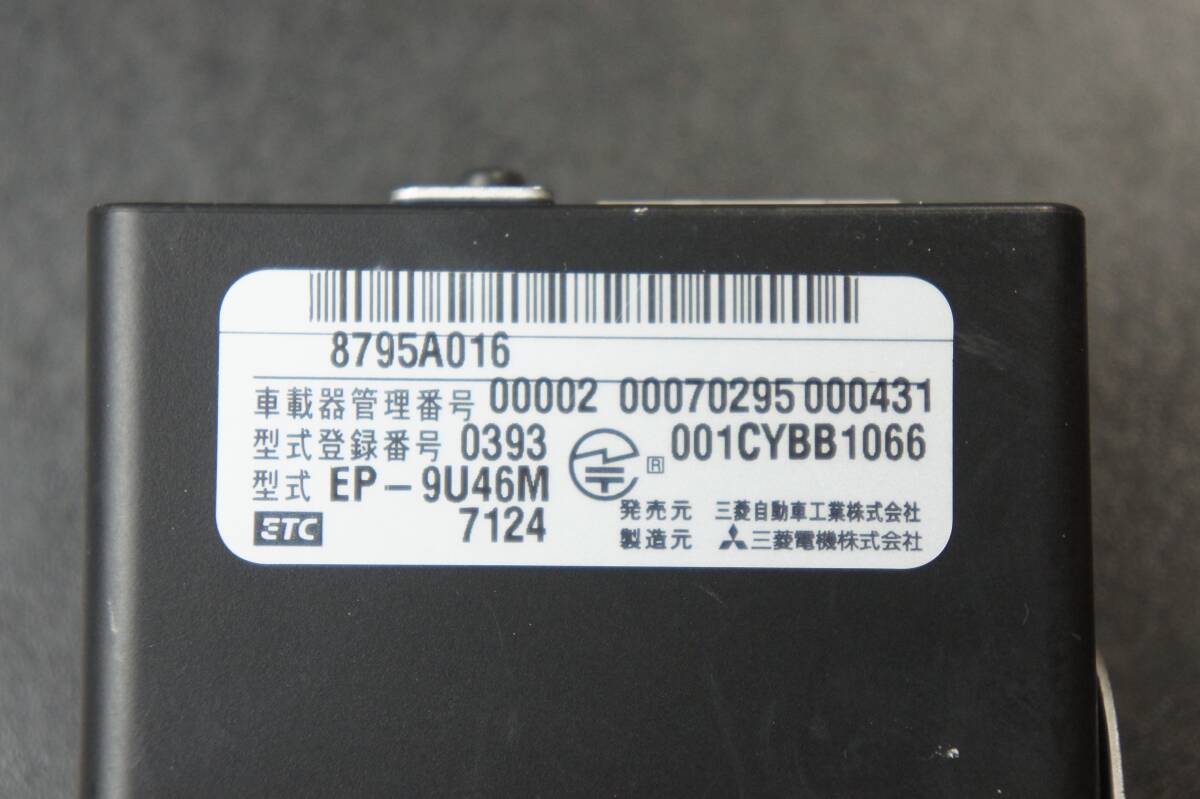 8795A016
車載器管理番号 00002 00070295 000431
型式登録番号 0393 R 001CYBB1066
型式 EP-9U46M
ETC 7124
発売元 三菱自動車工業株式会社
製造元 三菱電機株式会社